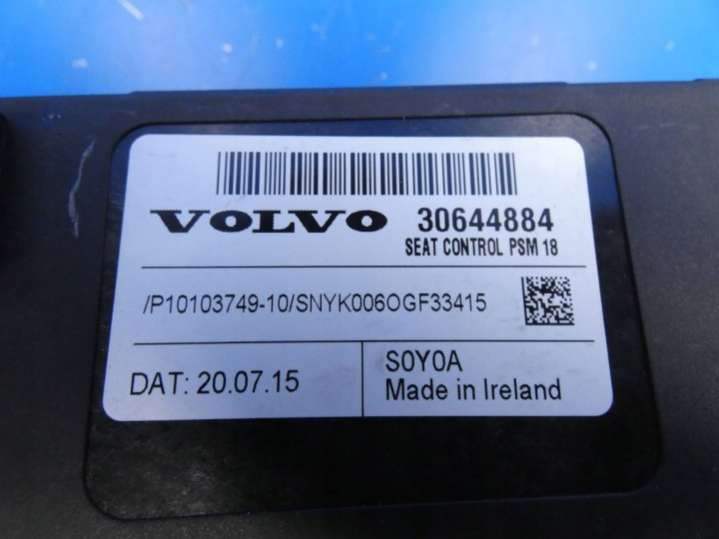 VOLVO 30644884
SEAT CONTROL PSM 18
/P10103749-10/SNYK006OGF33415
DAT: 20.07.15
S0Y0A
Made in Ireland